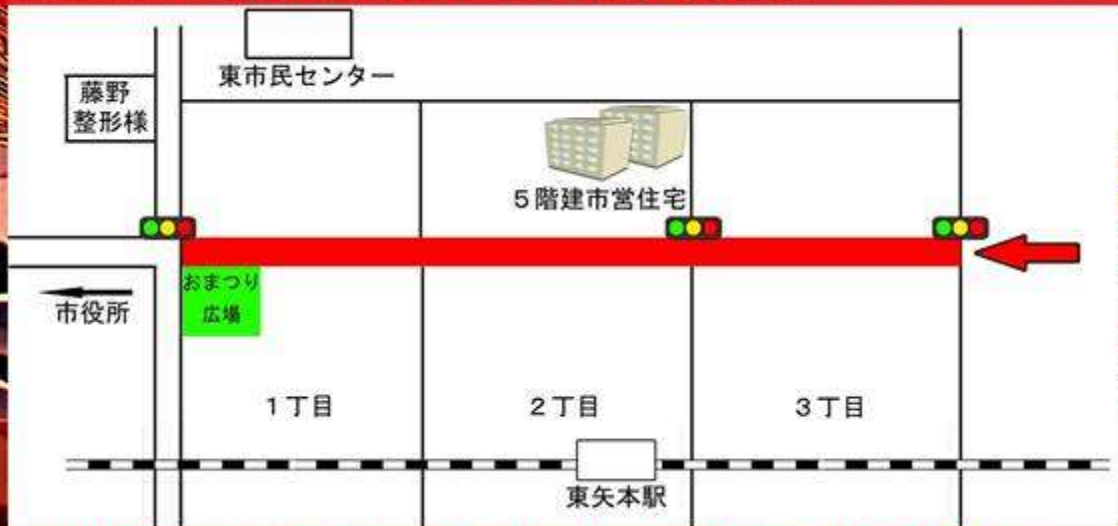 東市民センター
藤野
整形様
5階建市営住宅
おまつり
広場
市役所
1丁目
2丁目
3丁目
東矢本駅